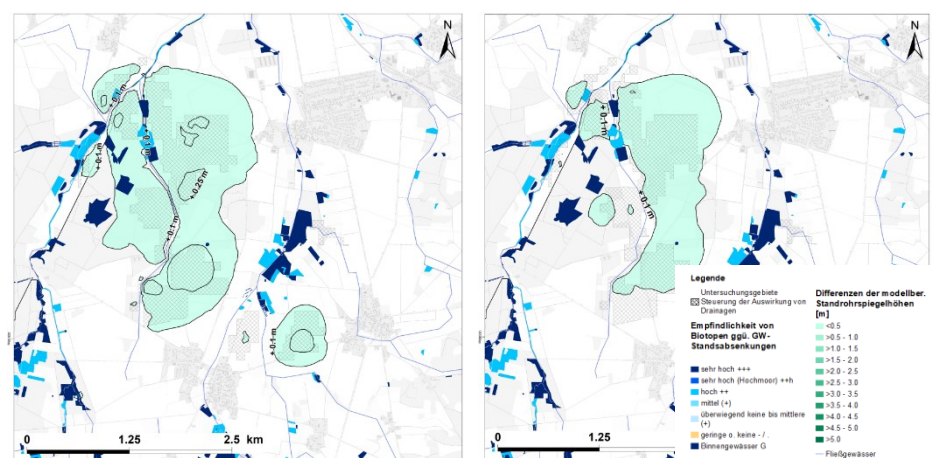 N
+ 0.1 m
+ 0.1 m
+ 0.1 m
+ 0.25 m
+ 0.1 m
+ 0.1 m
0 1.25 2.5 km
N
+ 0.1 m
+ 0.1 m
0 1.25
Legende
Untersuchungsgebiete
Steuerung der Auswirkung von
Drainagen
Empfindlichkeit von
Biotopen ggü. GW-
Standsabsenkungen
sehr hoch +++
sehr hoch (Hochmoor) ++h
hoch ++
mittel (+)
überwiegend keine bis mittlere
(+)
geringe o. keine - / .
Binnengewässer G
Differenzen der modellber.
Standrohrspiegelhöhen
[m]
<0.5
>0.5 - 1.0
>1.0 - 1.5
>1.5 - 2.0
>2.0 - 2.5
>2.5 - 3.0
>3.0 - 3.5
>3.5 - 4.0
>4.0 - 4.5
>4.5 - 5.0
>5.0
Fließgewässer